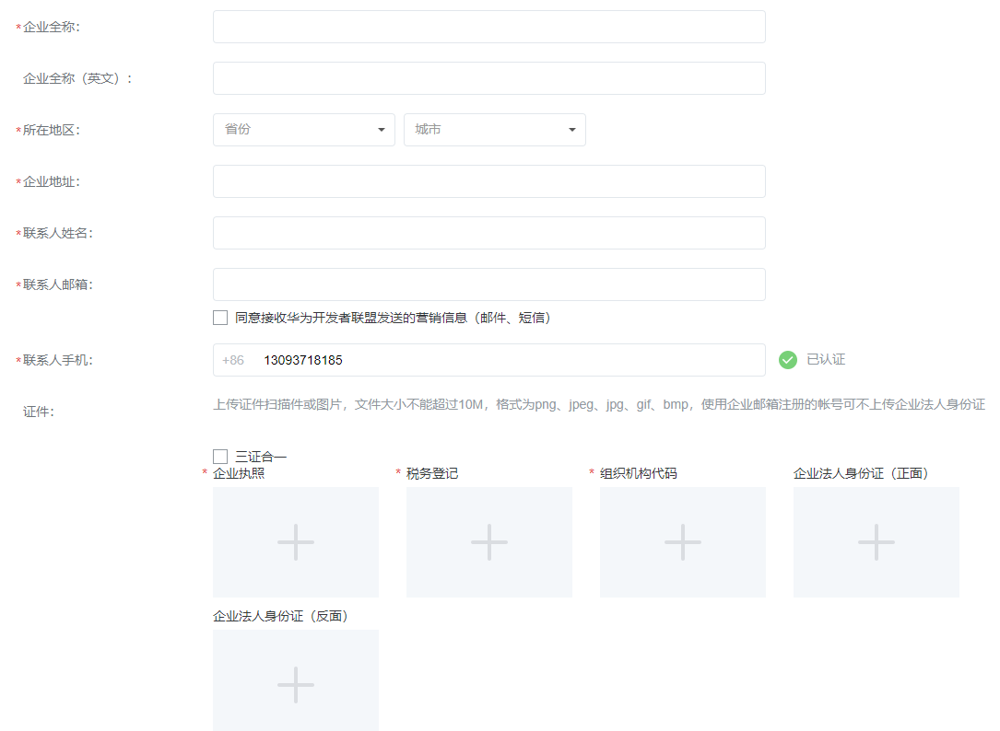 *企业全称：
企业全称（英文）：
*所在地区： 省份 城市
*企业地址：
*联系人姓名：
*联系人邮箱：
同意接收华为开发者联盟发送的营销信息（邮件、短信）
*联系人手机： +86 13093718185 已认证
证件： 上传证件扫描件或图片，文件大小不能超过10M，格式为png、jpeg、jpg、gif、bmp，使用企业邮箱注册的帐号可不上传企业法人身份证
三证合一
* 企业执照 * 税务登记 * 组织机构代码 企业法人身份证（正面）
企业法人身份证（反面）